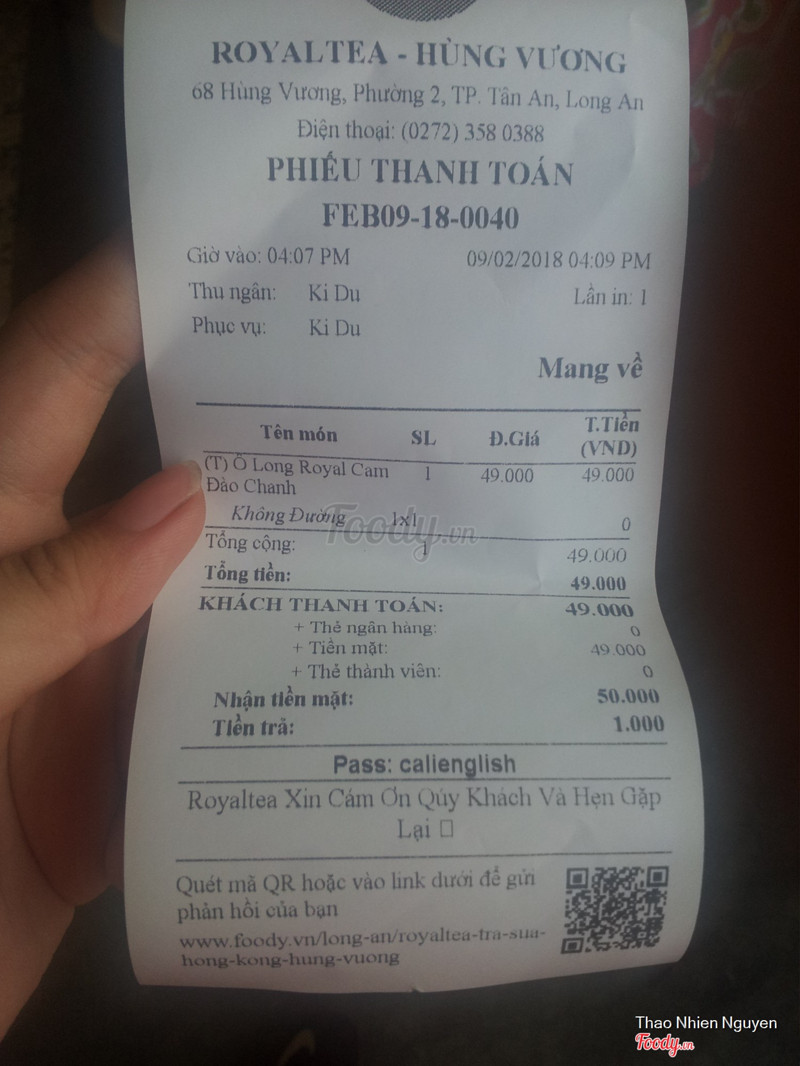 ROYALTEA - HÙNG VƯƠNG
68 Hùng Vương, Phường 2, TP. Tân An, Long An
Điện thoại: (0272) 358 0388
PHIẾU THANH TOÁN
FEB09-18-0040
Giờ vào: 04:07 PM 09/02/2018 04:09 PM
Thu ngân: Ki Du Lần in: 1
Phục vụ: Ki Du
Mang về
Tên món SL Đ.Giá T.Tiền (VND)
(T) Ô Long Royal Cam 1 49.000 49.000
Đào Chanh
Không Đường 1x1 0
Tổng cộng: 1 49.000
Tổng tiền: 49.000
KHÁCH THANH TOÁN: 49.000
+ Thẻ ngân hàng: 0
+ Tiền mặt: 49.000
+ Thẻ thành viên: 0
Nhận tiền mặt: 50.000
Tiền trả: 1.000
Pass: calienglish
Royaltea Xin Cám Ơn Qúy Khách Và Hẹn Gặp
Lại
Quét mã QR hoặc vào link dưới để gửi
phản hồi của bạn
www.foody.vn/long-an/royaltea-tra-sua-
hong-kong-hung-vuong
Foody.vn
Thao Nhien Nguyen
Foody.vn